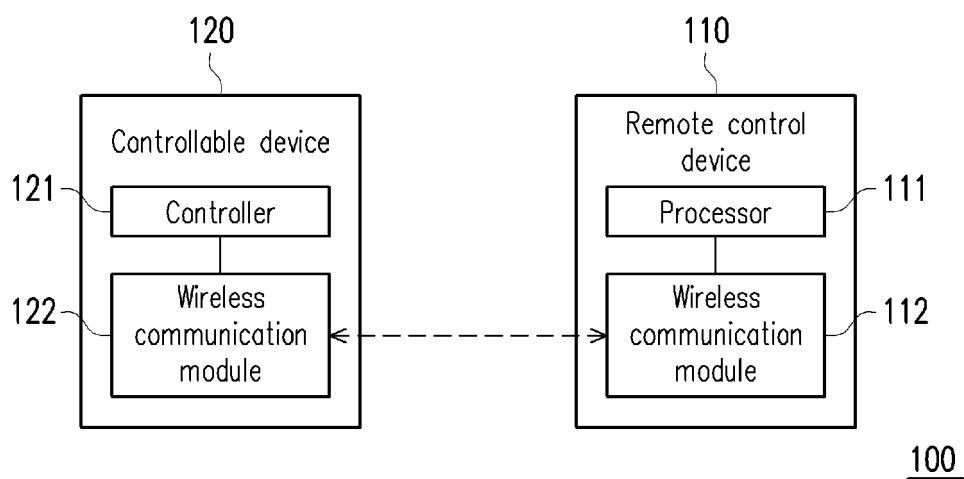 120
110
Controllable device
Remote control
device
121
Controller
Processor
111
122
Wireless
communication
module
Wireless
communication
module
112
100